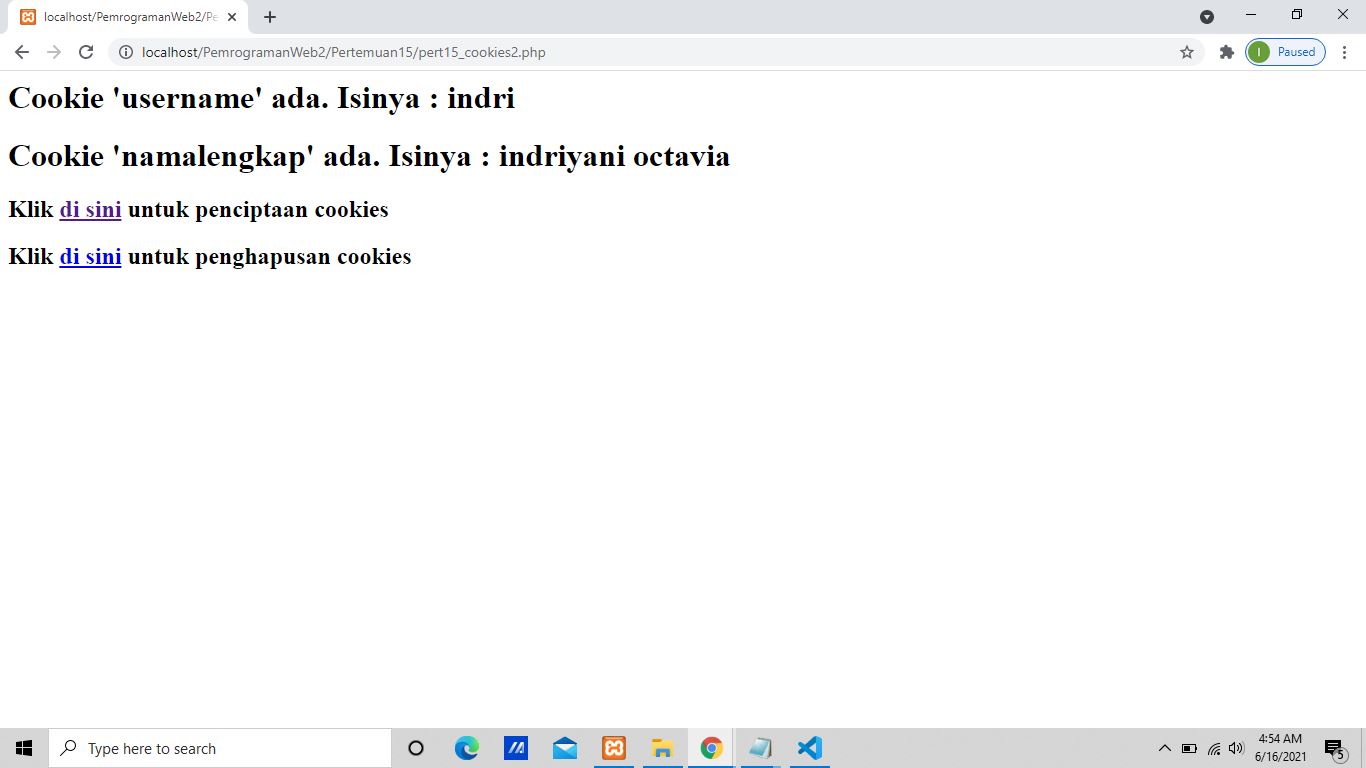 localhost/PemrogramanWeb2/Pe
localhost/PemrogramanWeb2/Pertemuan15/pert15_cookies2.php
I
Paused
Cookie 'username' ada. Isinya : indri
Cookie 'namalengkap' ada. Isinya : indriyani octavia
Klik di sini untuk penciptaan cookies
Klik di sini untuk penghapusan cookies
Type here to search
4:54 AM
6/16/2021
5